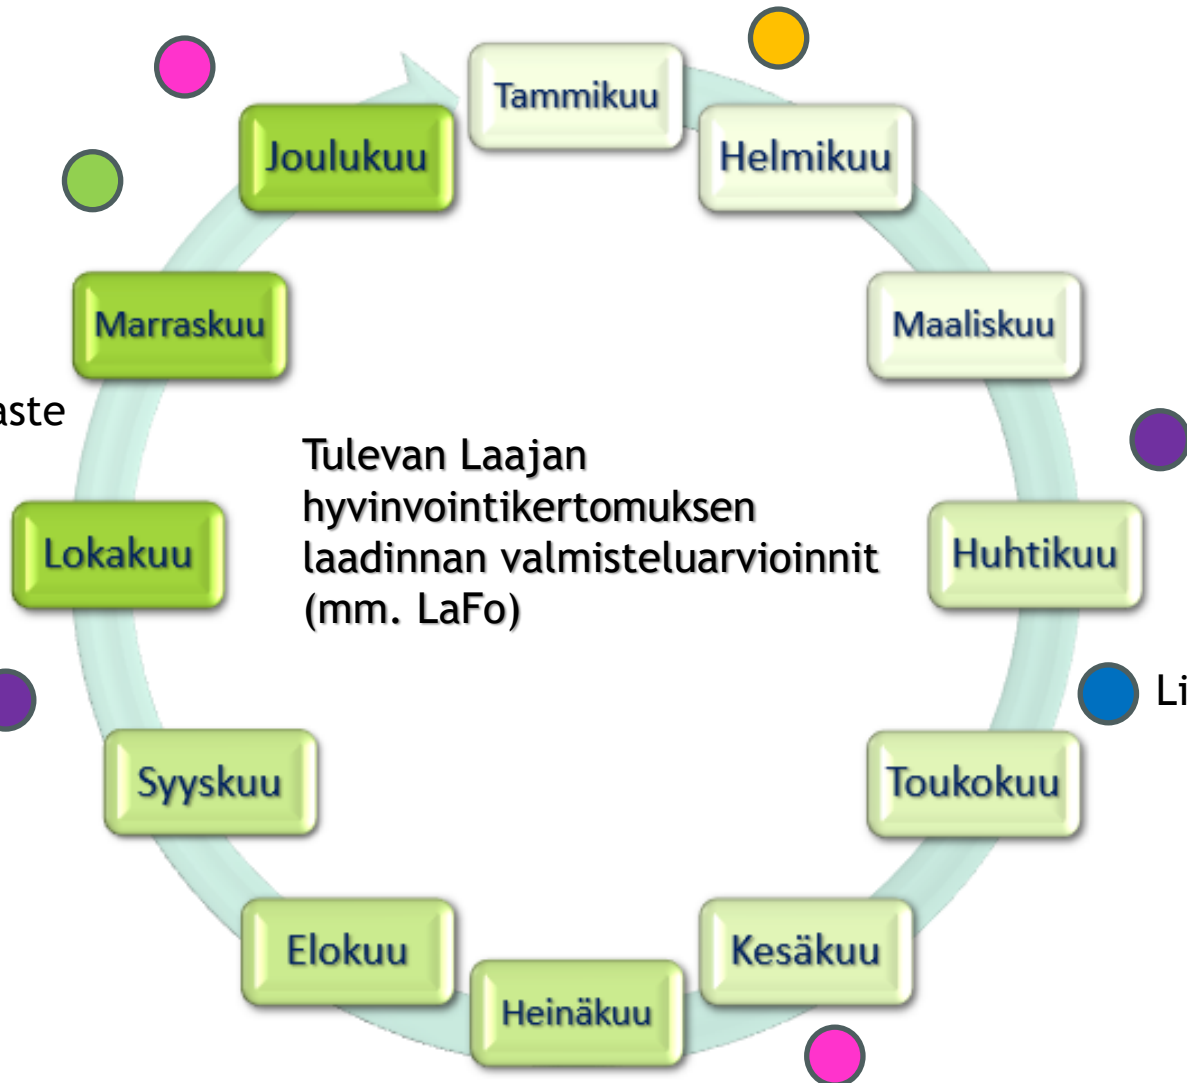 Tammikuu
Joulukuu
Helmikuu
Marraskuu
Maaliskuu
aste
Tulevan Laajan
hyvinvointikertomuksen
laadinnan valmisteluarvioinnit
(mm. LaFo)
Lokakuu
Huhtikuu
Li
Syyskuu
Toukokuu
Elokuu
Kesäkuu
Heinäkuu